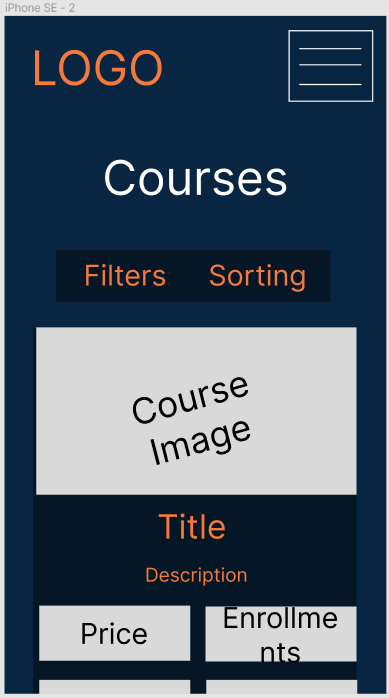 iPhone SE - 2
LOGO
Courses
Filters Sorting
Course
Image
Title
Description
Price
Enrollme
nts